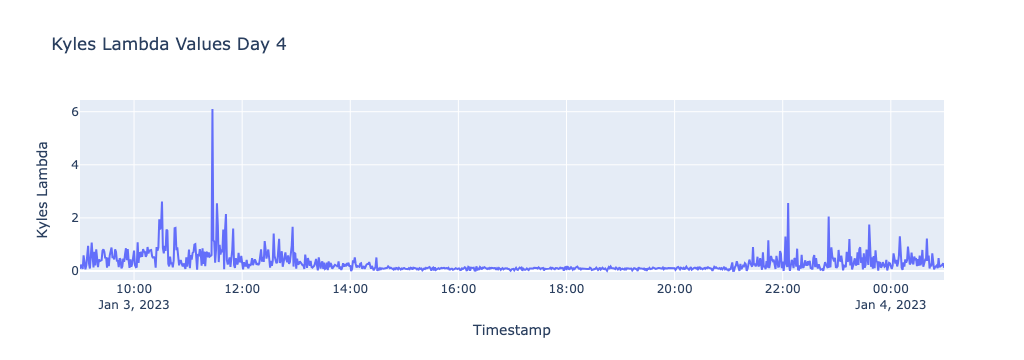 Kyles Lambda Values Day 4
Kyles Lambda
6
4
2
0
10:00 12:00 14:00 16:00 18:00 20:00 22:00 00:00
Jan 3, 2023 Jan 4, 2023
Timestamp